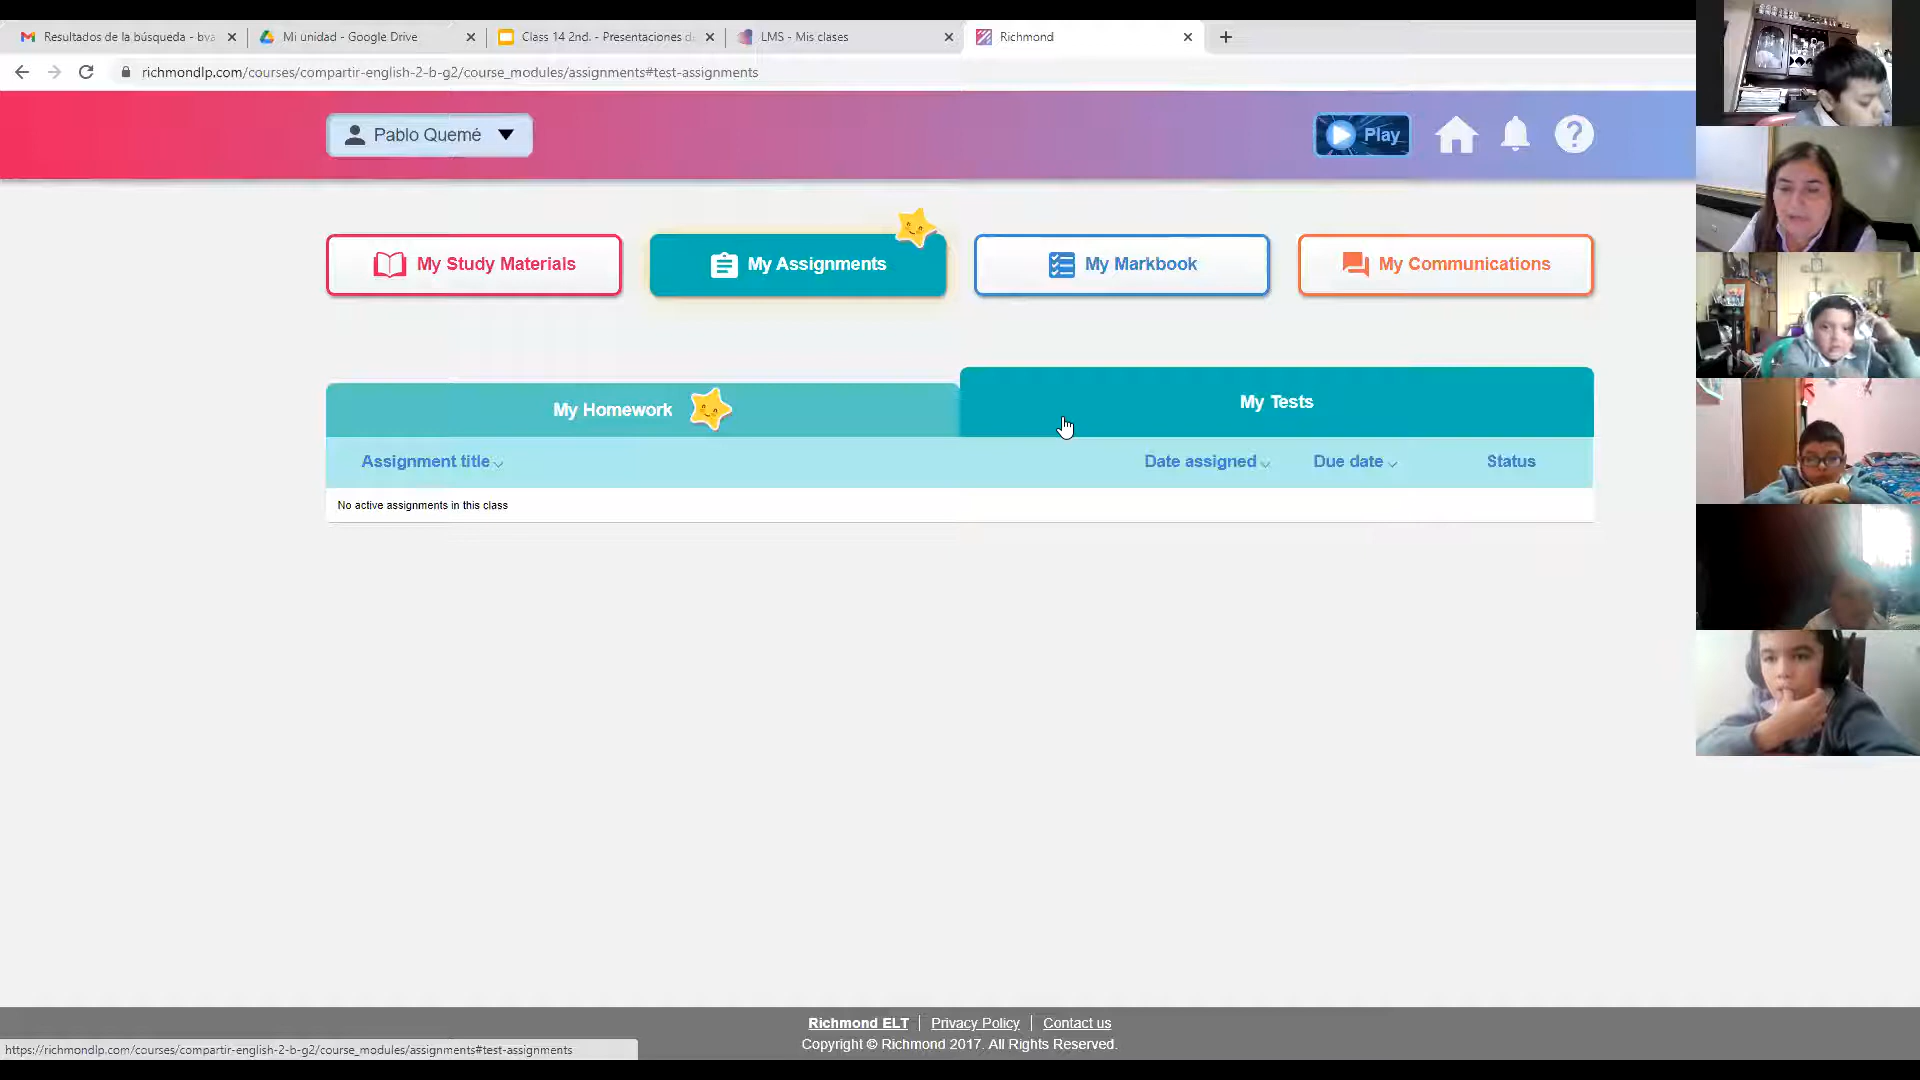 Resultados de la búsqueda - bva
Mi unidad - Google Drive
Class 14 2nd. - Presentaciones de
LMS - Mis clases
Richmond
richmondlp.com/courses/compartir-english-2-b-g2/course_modules/assignments#test-assignments
Pablo Quemé
Play
My Study Materials
My Assignments
My Markbook
My Communications
My Homework
My Tests
Assignment title
Date assigned
Due date
Status
No active assignments in this class
Richmond ELT
Privacy Policy
Contact us
Copyright © Richmond 2017. All Rights Reserved.
https://richmondlp.com/courses/compartir-english-2-b-g2/course_modules/assignments#test-assignments